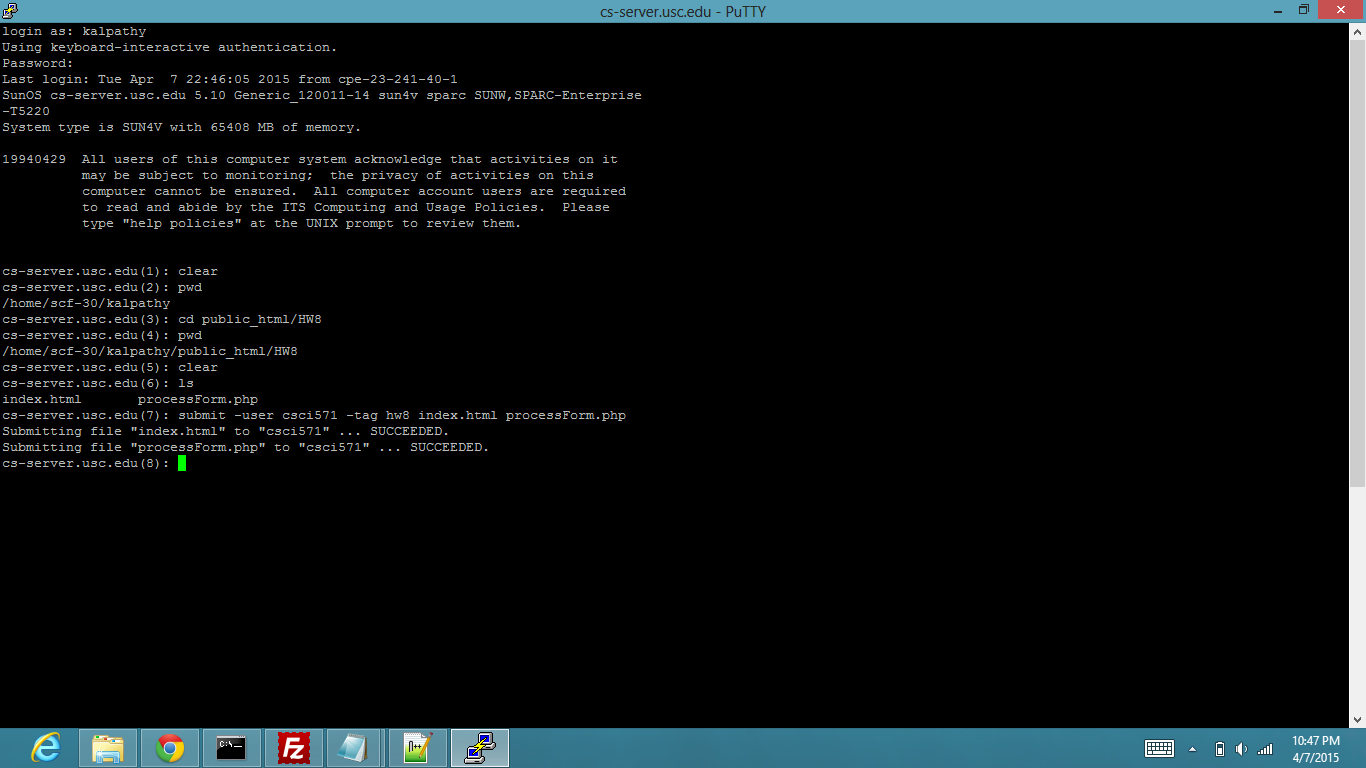 cs-server.usc.edu - PuTTY
login as: kalpathy
Using keyboard-interactive authentication.
Password:
Last login: Tue Apr  7 22:46:05 2015 from cpe-23-241-40-1
SunOS cs-server.usc.edu 5.10 Generic_120011-14 sun4v sparc SUNW,SPARC-Enterprise
-T5220
System type is SUN4V with 65408 MB of memory.
19940429  All users of this computer system acknowledge that activities on it
may be subject to monitoring;  the privacy of activities on this
computer cannot be ensured.  All computer account users are required
to read and abide by the ITS Computing and Usage Policies.  Please
type "help policies" at the UNIX prompt to review them.
cs-server.usc.edu(1): clear
cs-server.usc.edu(2): pwd
/home/scf-30/kalpathy
cs-server.usc.edu(3): cd public_html/HW8
cs-server.usc.edu(4): pwd
/home/scf-30/kalpathy/public_html/HW8
cs-server.usc.edu(5): clear
cs-server.usc.edu(6): ls
index.html       processForm.php
cs-server.usc.edu(7): submit -user csci571 -tag hw8 index.html processForm.php
Submitting file "index.html" to "csci571" ... SUCCEEDED.
Submitting file "processForm.php" to "csci571" ... SUCCEEDED.
cs-server.usc.edu(8):
C:\_
Fz
10:47 PM
4/7/2015